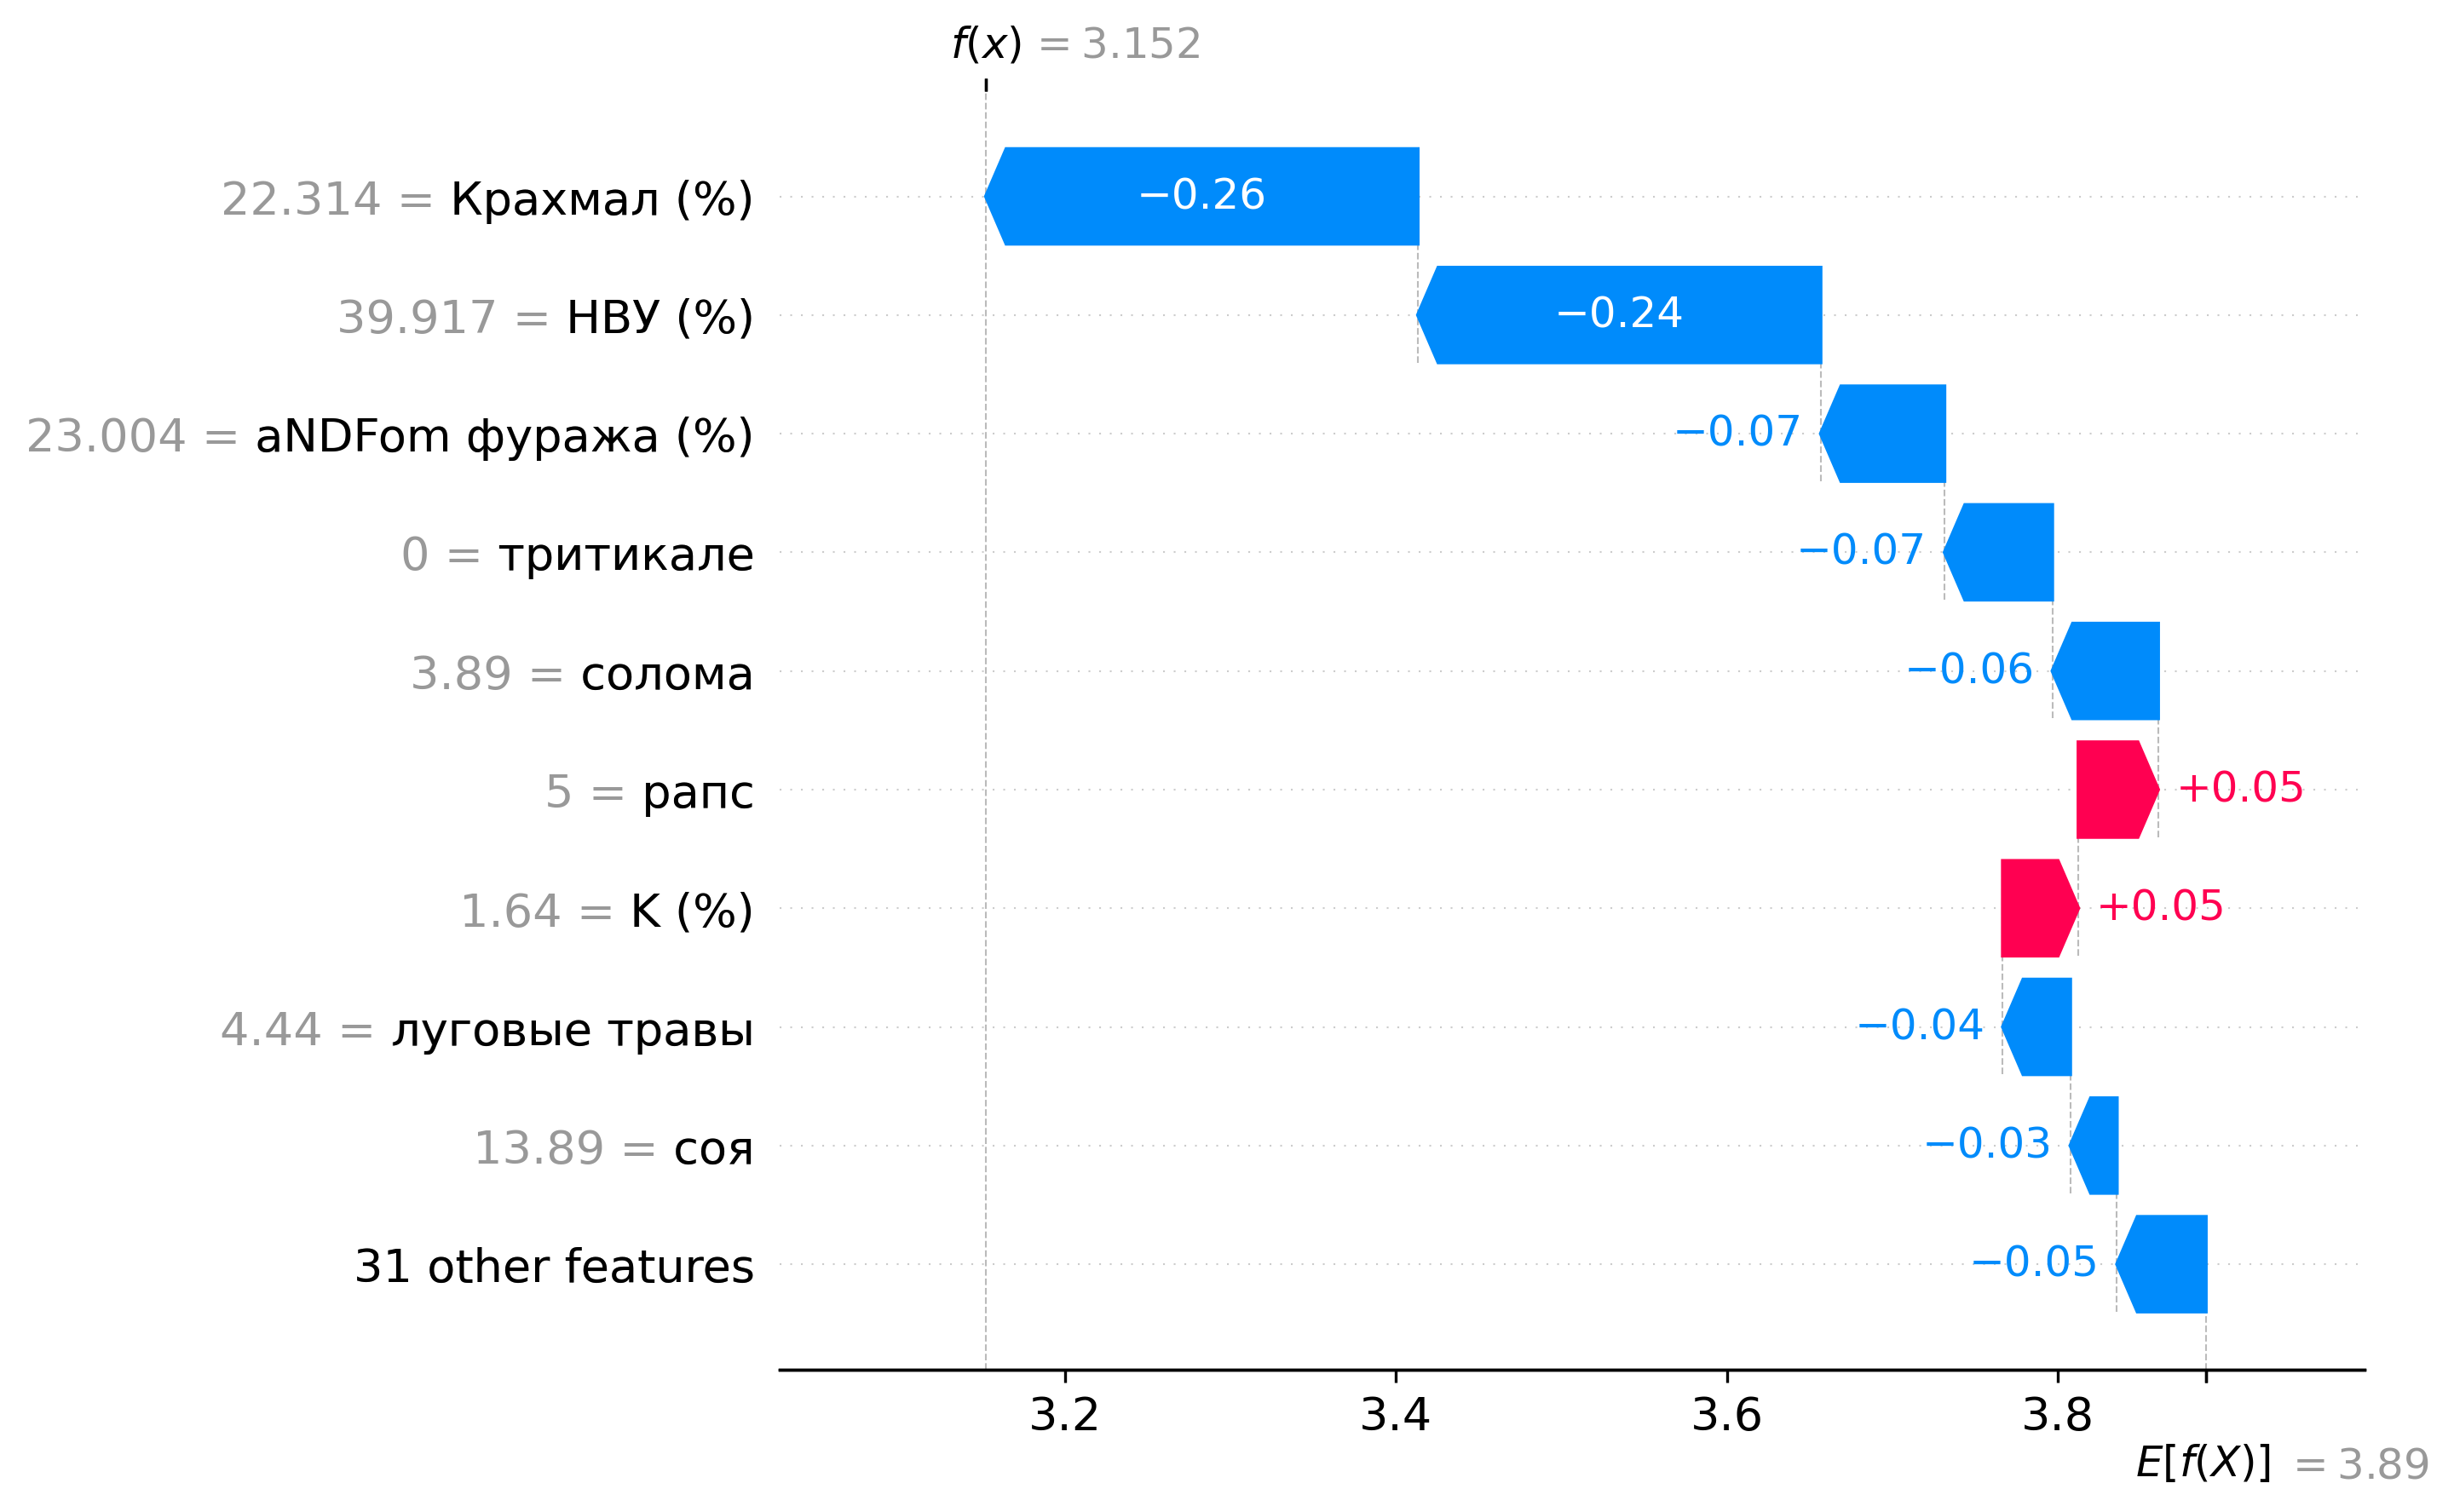 f(x) = 3.152
22.314 = Крахмал (%)
−0.26
39.917 = НВУ (%)
−0.24
23.004 = aNDFom фуража (%)
−0.07
0 = тритикале
−0.07
3.89 = солома
−0.06
5 = рапс
+0.05
1.64 = K (%)
+0.05
4.44 = луговые травы
−0.04
13.89 = соя
−0.03
31 other features
−0.05
3.2 3.4 3.6 3.8
E[f(X)] = 3.89